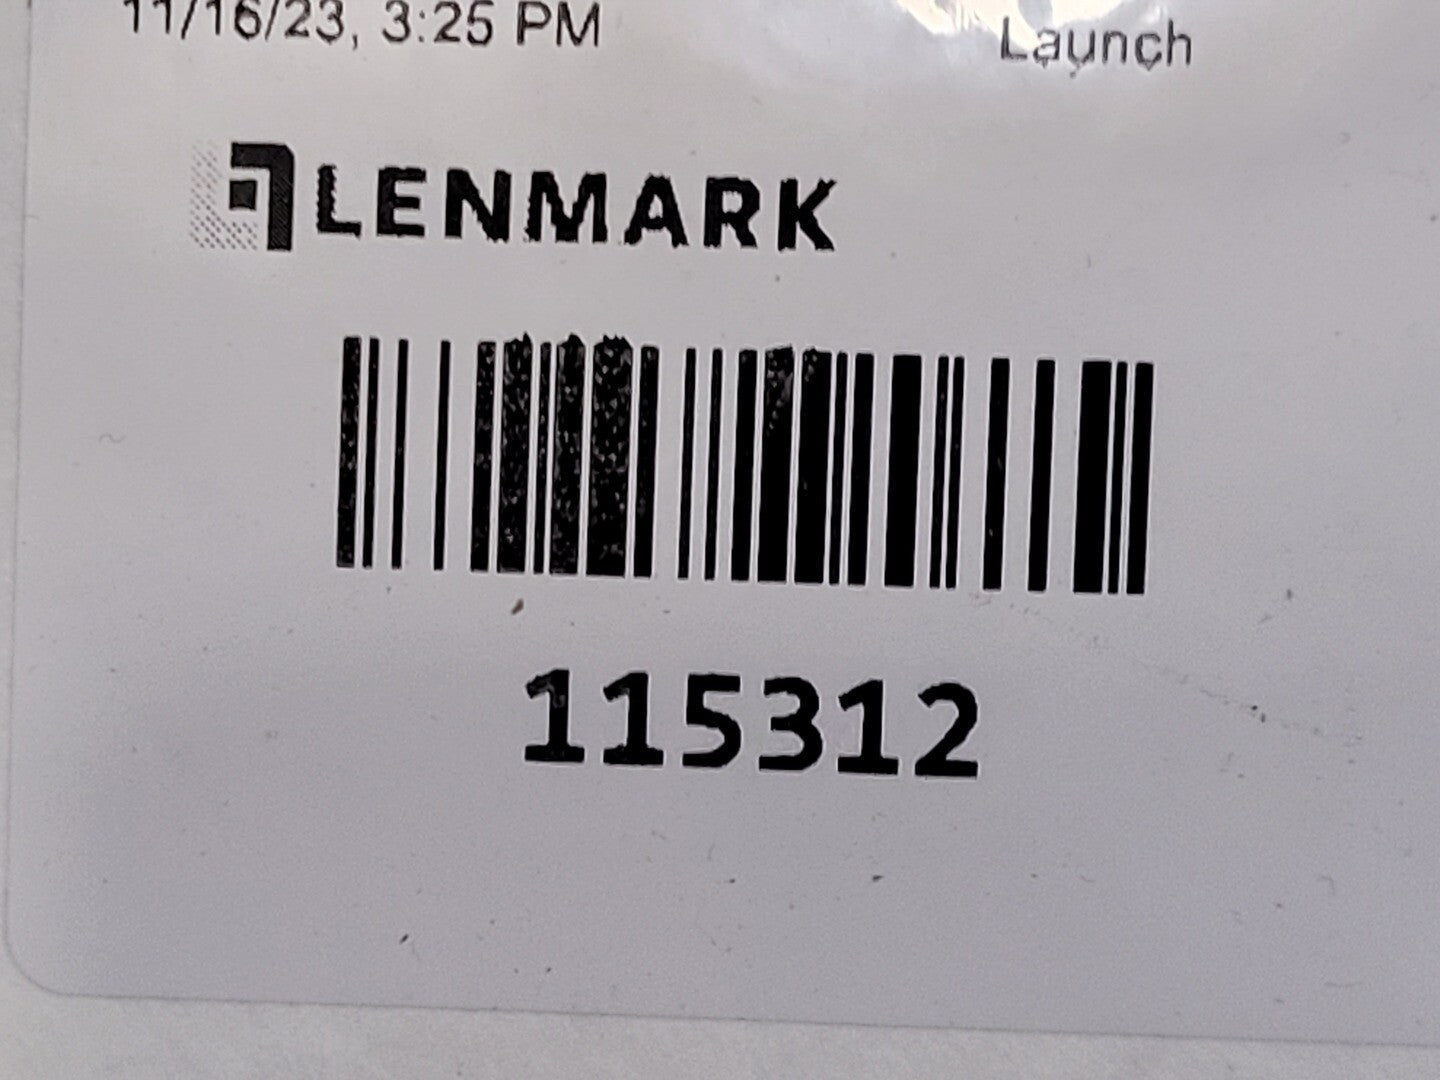 11/16/23, 3:25 PM
Launch
LENMARK
115312